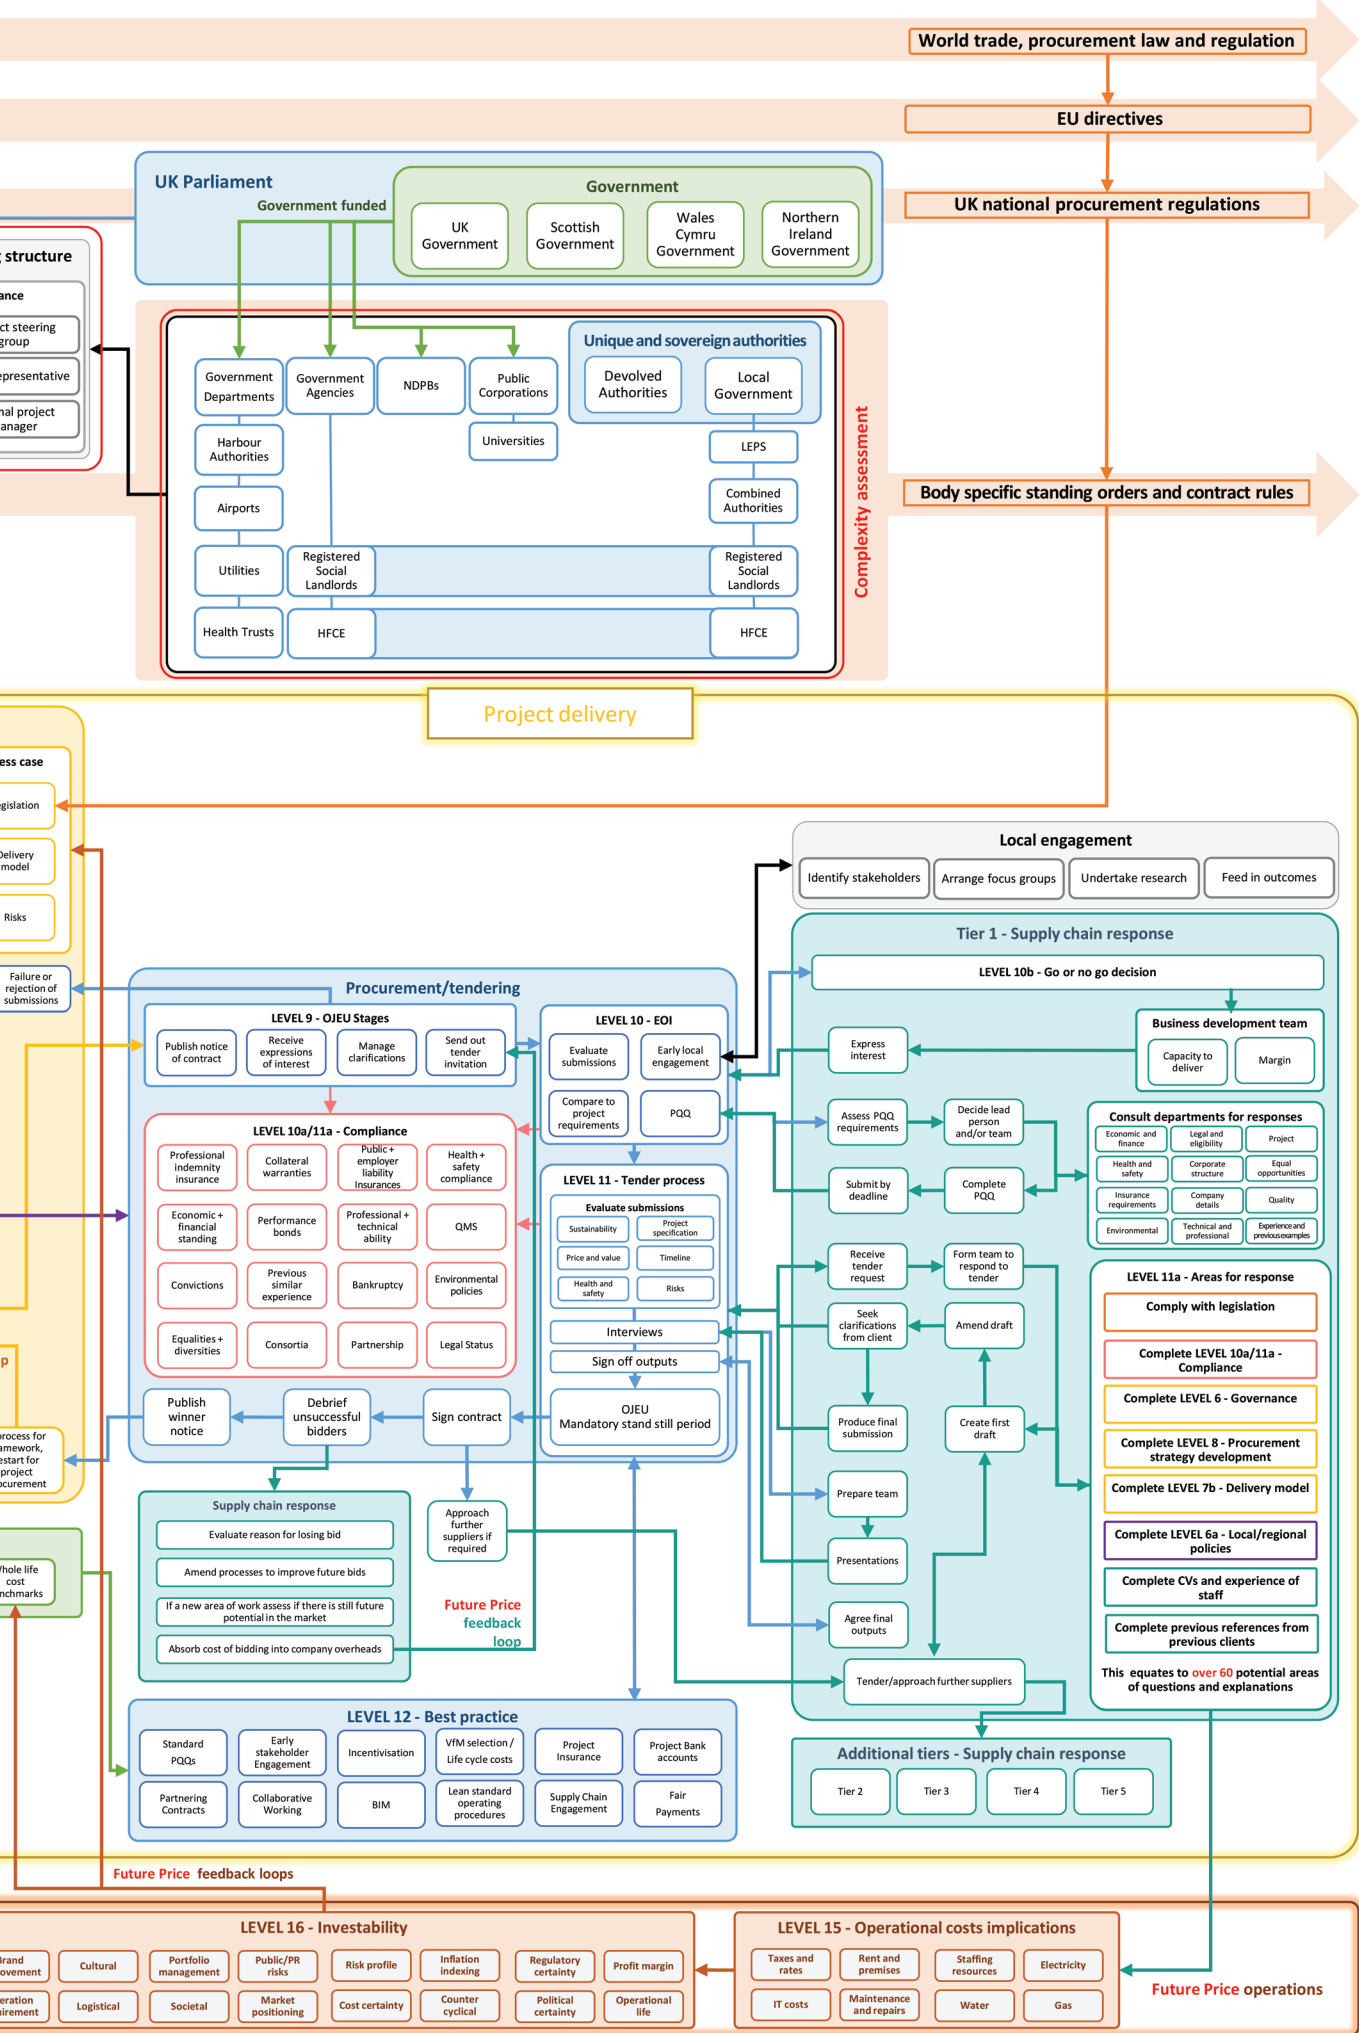 World trade, procurement law and regulation
EU directives
UK national procurement regulations
Body specific standing orders and contract rules
UK Parliament
Government funded
Government
UK
Government
Scottish
Government
Wales
Cymru
Government
Northern
Ireland
Government
structure
ance
ct steering
group
epresentative
nal project
anager
Unique and sovereign authorities
Devolved
Authorities
Local
Government
Government
Departments
Government
Agencies
NDPBs
Public
Corporations
Harbour
Authorities
Universities
LEPS
Airports
Combined
Authorities
Utilities
Registered
Social
Landlords
Registered
Social
Landlords
Health Trusts
HFCE
HFCE
Complexity assessment
Project delivery
ess case
egislation
Delivery
model
Risks
Failure or
rejection of
submissions
p
process for
amework,
estart for
project
ocurement
Whole life
cost
nchmarks
Local engagement
Identify stakeholders
Arrange focus groups
Undertake research
Feed in outcomes
Procurement/tendering
LEVEL 9 - OJEU Stages
Publish notice
of contract
Receive
expressions
of interest
Manage
clarifications
Send out
tender
invitation
LEVEL 10 - EOI
Evaluate
submissions
Early local
engagement
Compare to
project
requirements
PQQ
LEVEL 10a/11a - Compliance
Professional
indemnity
insurance
Collateral
warranties
Public +
employer
liability
Insurances
Health +
safety
compliance
Economic +
financial
standing
Performance
bonds
Professional +
technical
ability
QMS
Convictions
Previous
similar
experience
Bankruptcy
Environmental
policies
Equalities +
diversities
Consortia
Partnership
Legal Status
LEVEL 11 - Tender process
Evaluate submissions
Sustainability
Project
specification
Price and value
Timeline
Health and
safety
Risks
Interviews
Sign off outputs
OJEU
Mandatory stand still period
Publish
winner
notice
Debrief
unsuccessful
bidders
Sign contract
Supply chain response
Evaluate reason for losing bid
Amend processes to improve future bids
If a new area of work assess if there is still future
potential in the market
Absorb cost of bidding into company overheads
Approach
further
suppliers if
required
Future Price
feedback
loop
Tier 1 - Supply chain response
LEVEL 10b - Go or no go decision
Business development team
Capacity to
deliver
Margin
Express
interest
Assess PQQ
requirements
Decide lead
person
and/or team
Submit by
deadline
Complete
PQQ
Consult departments for responses
Economic and
finance
Legal and
eligibility
Project
Health and
safety
Corporate
structure
Equal
opportunities
Insurance
requirements
Company
details
Quality
Environmental
Technical and
professional
Experience and
previous examples
Receive
tender
request
Form team to
respond to
tender
Seek
clarifications
from client
Amend draft
Produce final
submission
Create first
draft
Prepare team
Presentations
Agree final
outputs
Tender/approach further suppliers
LEVEL 11a - Areas for response
Comply with legislation
Complete LEVEL 10a/11a -
Compliance
Complete LEVEL 6 - Governance
Complete LEVEL 8 - Procurement
strategy development
Complete LEVEL 7b - Delivery model
Complete LEVEL 6a - Local/regional
policies
Complete CVs and experience of
staff
Complete previous references from
previous clients
This equates to over 60 potential areas
of questions and explanations
LEVEL 12 - Best practice
Standard
PQQs
Early
stakeholder
Engagement
Incentivisation
VfM selection /
Life cycle costs
Project
Insurance
Project Bank
accounts
Partnering
Contracts
Collaborative
Working
BIM
Lean standard
operating
procedures
Supply Chain
Engagement
Fair
Payments
Additional tiers - Supply chain response
Tier 2
Tier 3
Tier 4
Tier 5
Future Price feedback loops
LEVEL 16 - Investability
Brand
ovement
Cultural
Portfolio
management
Public/PR
risks
Risk profile
Inflation
indexing
Regulatory
certainty
Profit margin
eration
uirement
Logistical
Societal
Market
positioning
Cost certainty
Counter
cyclical
Political
certainty
Operational
life
LEVEL 15 - Operational costs implications
Taxes and
rates
Rent and
premises
Staffing
resources
Electricity
IT costs
Maintenance
and repairs
Water
Gas
Future Price operations